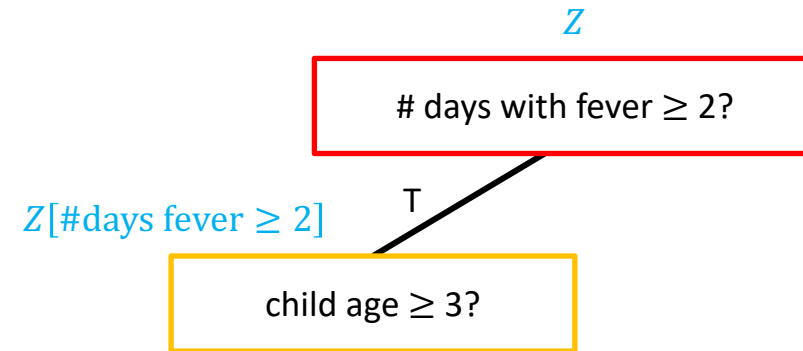 Z
# days with fever ≥ 2?
T
Z[#days fever ≥ 2]
child age ≥ 3?